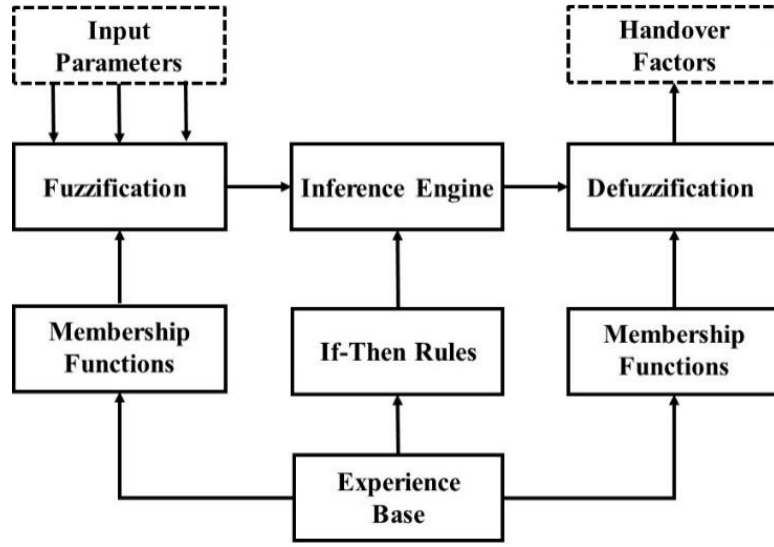 Input
Parameters
Handover
Factors
Fuzzification
Inference Engine
Defuzzification
Membership
Functions
If-Then Rules
Membership
Functions
Experience
Base